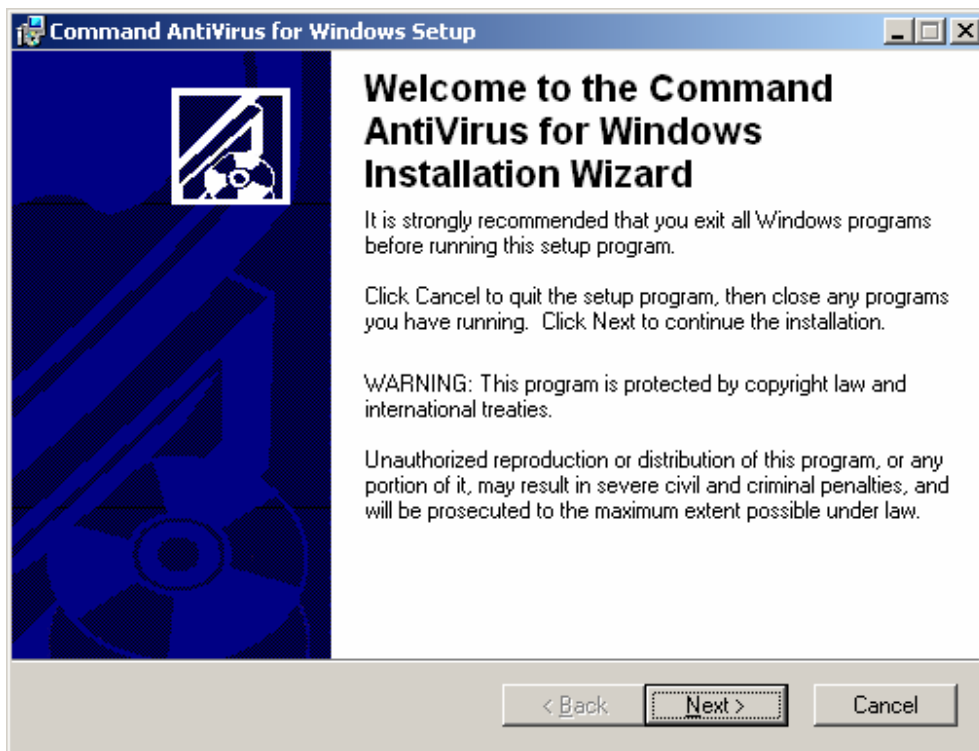 Command AntiVirus for Windows Setup
Welcome to the Command
AntiVirus for Windows
Installation Wizard
It is strongly recommended that you exit all Windows programs
before running this setup program.
Click Cancel to quit the setup program, then close any programs
you have running.  Click Next to continue the installation.
WARNING: This program is protected by copyright law and
international treaties.
Unauthorized reproduction or distribution of this program, or any
portion of it, may result in severe civil and criminal penalties, and
will be prosecuted to the maximum extent possible under law.
< Back
Next >
Cancel